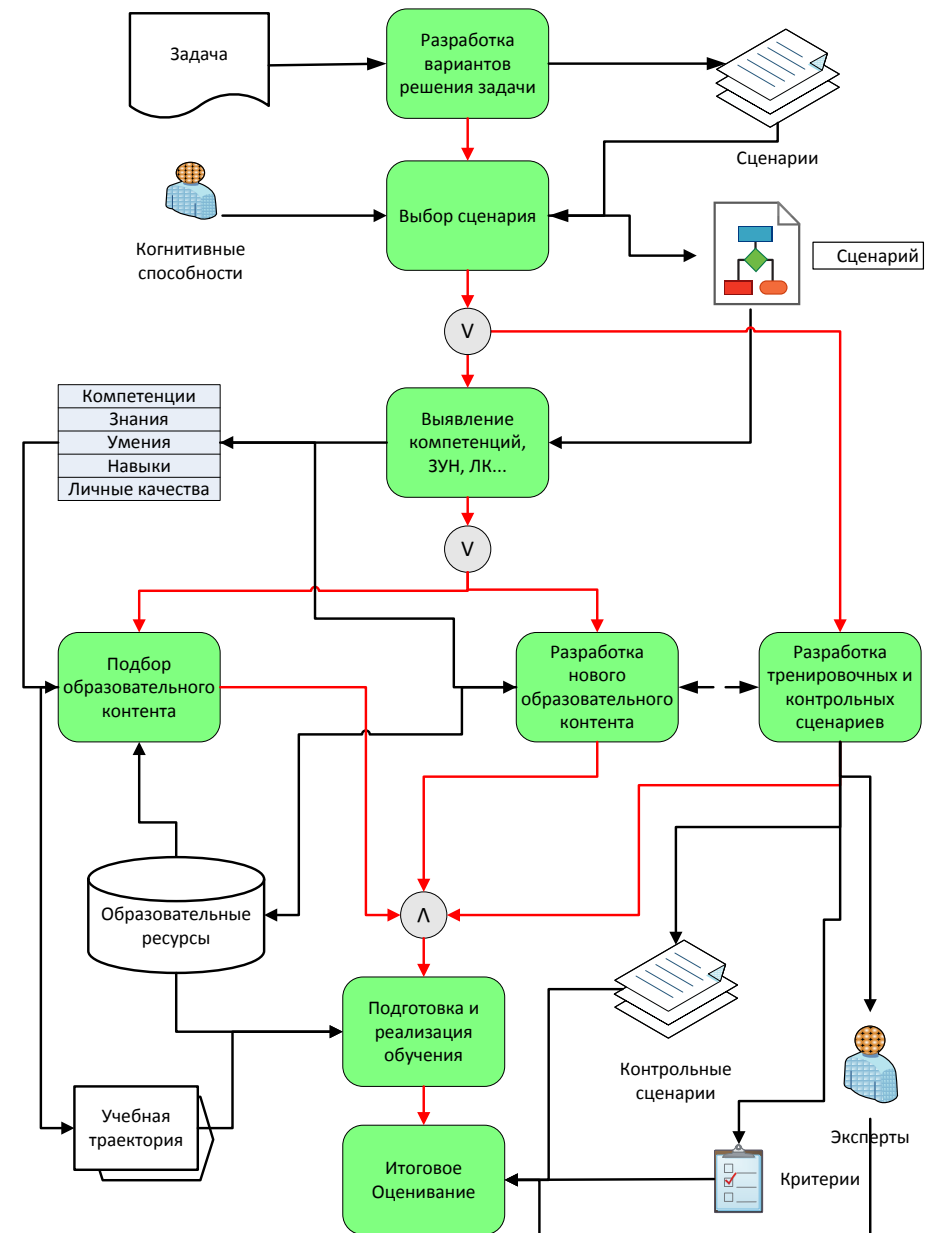 Задача
Разработка
вариантов
решения задачи
Сценарии
Когнитивные
способности
Выбор сценария
Сценарий
V
Компетенции
Знания
Умения
Навыки
Личные качества
Выявление
компетенций,
ЗУН, ЛК...
V
Подбор
образовательного
контента
Разработка
нового
образовательного
контента
Разработка
тренировочных и
контрольных
сценариев
Образовательные
ресурсы
Λ
Подготовка и
реализация
обучения
Контрольные
сценарии
Эксперты
Учебная
траектория
Итоговое
Оценивание
Критерии